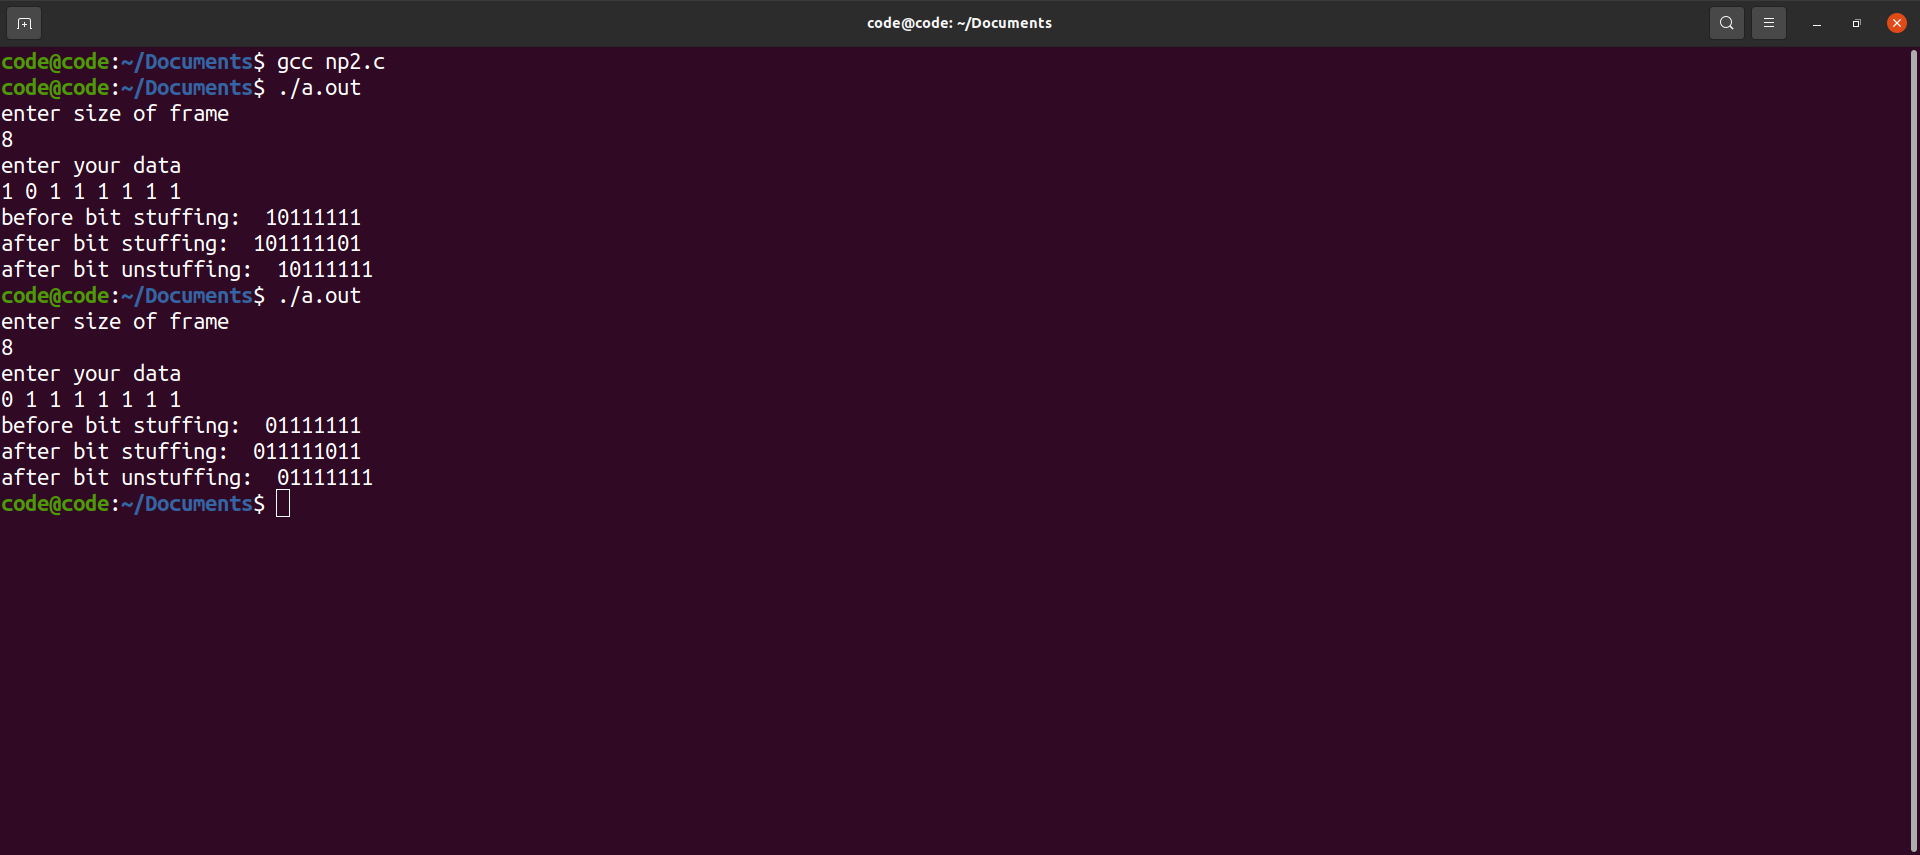 code@code: ~/Documents
code@code:~/Documents$ gcc np2.c
code@code:~/Documents$ ./a.out
enter size of frame
8
enter your data
1 0 1 1 1 1 1 1
before bit stuffing:  10111111
after bit stuffing:  101111101
after bit unstuffing:  10111111
code@code:~/Documents$ ./a.out
enter size of frame
8
enter your data
0 1 1 1 1 1 1 1
before bit stuffing:  01111111
after bit stuffing:  011111011
after bit unstuffing:  01111111
code@code:~/Documents$